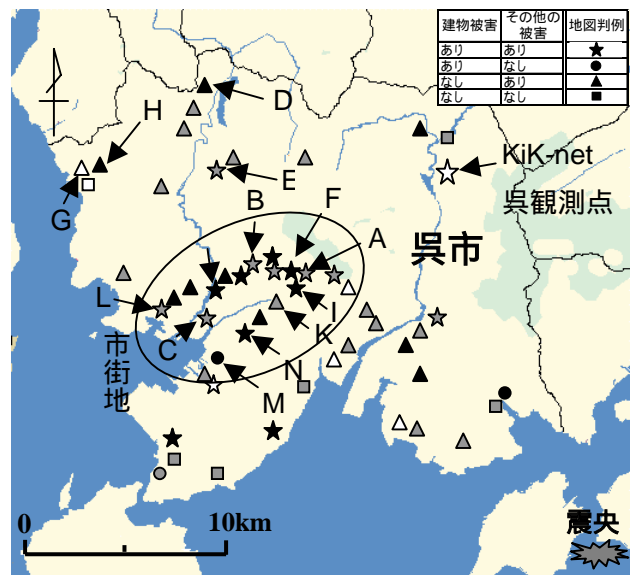 建物被害 その他の被害 地図判例
あり あり ★
あり なし ●
なし あり ▲
なし なし ■
D
H
KiK-net
呉観測点
E
G
B
F
A
呉市
L
I
K
C
市街地
N
M
0 10km
震央